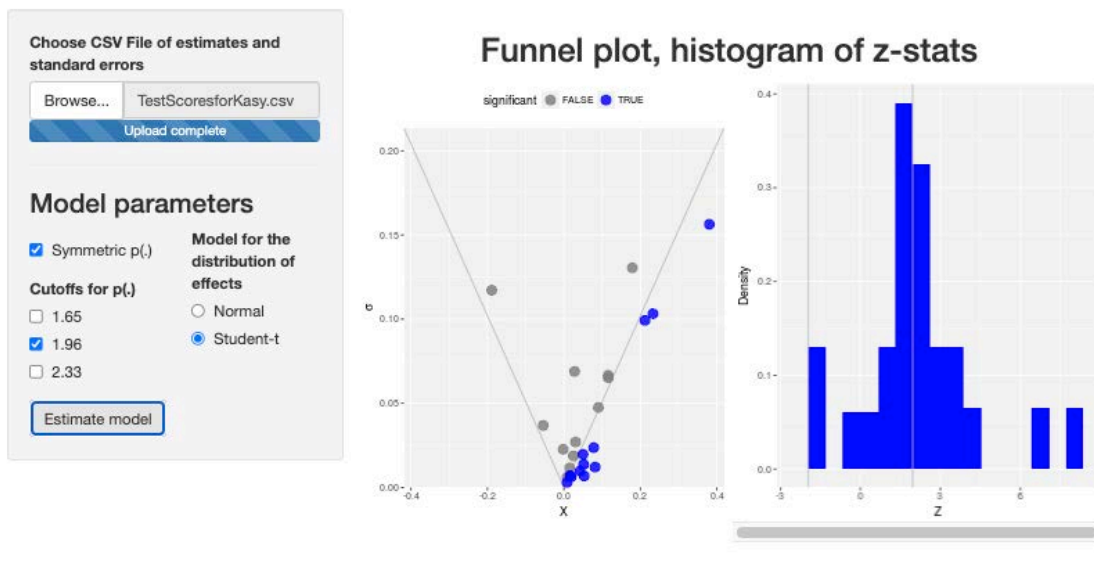 Choose CSV File of estimates and
standard errors
Browse...
TestScoresforKasy.csv
Upload complete
Model parameters
Symmetric p(.)
Cutoffs for p(.)
1.65
1.96
2.33
Model for the
distribution of
effects
Normal
Student-t
Estimate model
Funnel plot, histogram of z-stats
significant FALSE TRUE
0.20
0.15
σ
0.10
0.05
0.00
-0.4 -0.2 0.0 0.2 0.4
X
0.4
0.3
Density
0.2
0.1
0.0
-3 0 3 6
Z